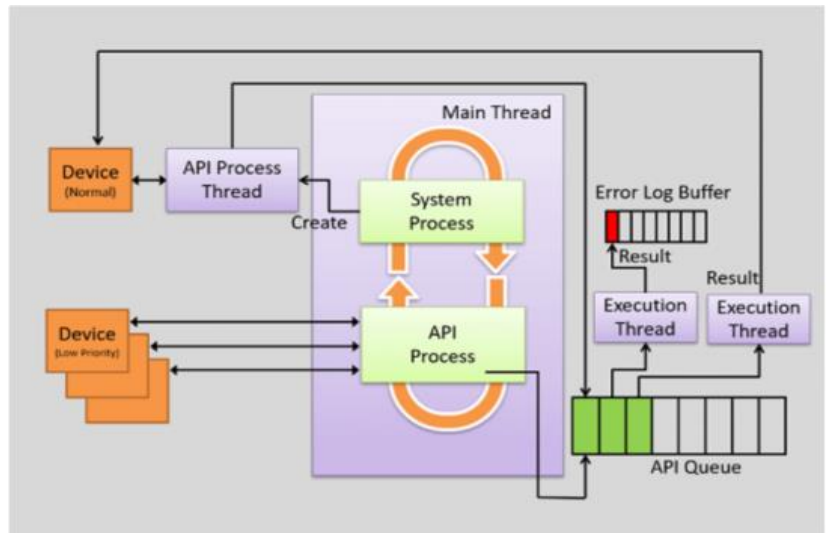 Main Thread
Device
(Normal)
API Process
Thread
Create
System
Process
Error Log Buffer
Result
Result
Execution
Thread
Execution
Thread
Device
(Low Priority)
API
Process
API Queue